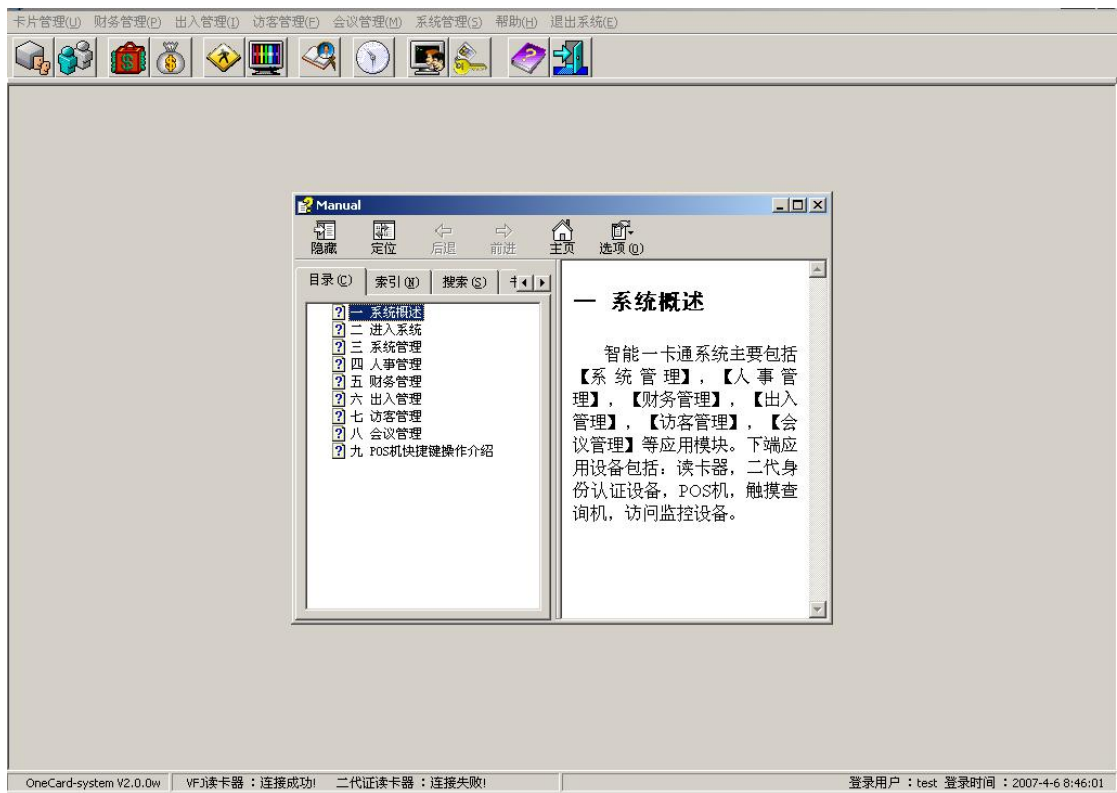 卡片管理(U) 财务管理(P) 出入管理(I) 访客管理(F) 会议管理(M) 系统管理(S) 帮助(H) 退出系统(E)
Manual
隐藏 定位 后退 前进 主页 选项(O)
目录(C) 索引(N) 搜索(S)
一 系统概述
二 进入系统
三 系统管理
四 人事管理
五 财务管理
六 出入管理
七 访客管理
八 会议管理
九 POS机快捷键操作介绍
一 系统概述
智能一卡通系统主要包括
【系统管理】，【人事管
理】，【财务管理】，【出入
管理】，【访客管理】，【会
议管理】等应用模块。下端应
用设备包括：读卡器，二代身
份认证设备，POS机，触摸查
询机，访问监控设备。
OneCard-system V2.0.0w VFJ读卡器：连接成功! 二代证读卡器：连接失败! 登录用户：test 登录时间：2007-4-6 8:46:01